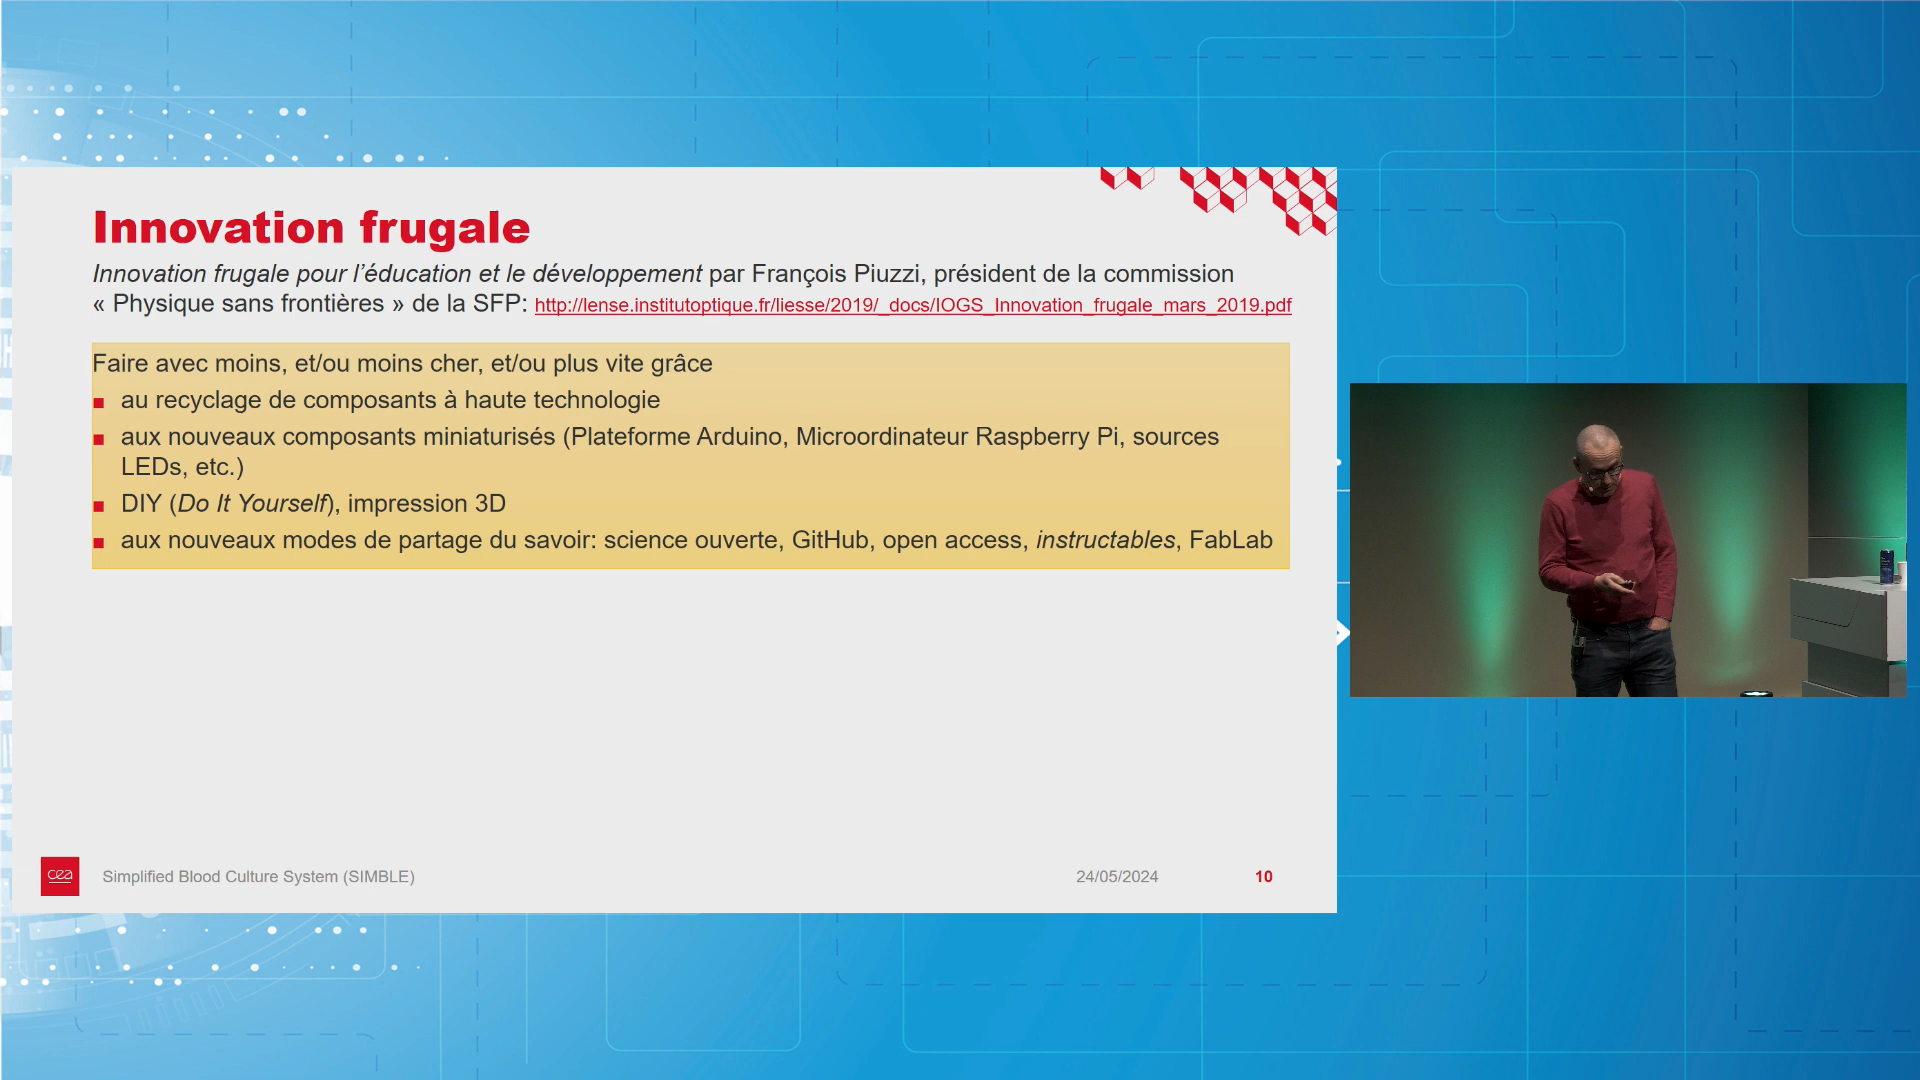 Innovation frugale
Innovation frugale pour l’éducation et le développement par François Piuzzi, président de la commission
« Physique sans frontières » de la SFP: http://lense.institutoptique.fr/liesse/2019/_docs/IOGS_Innovation_frugale_mars_2019.pdf
Faire avec moins, et/ou moins cher, et/ou plus vite grâce
au recyclage de composants à haute technologie
aux nouveaux composants miniaturisés (Plateforme Arduino, Microordinateur Raspberry Pi, sources
LEDs, etc.)
DIY (Do It Yourself), impression 3D
aux nouveaux modes de partage du savoir: science ouverte, GitHub, open access, instructables, FabLab
cea
Simplified Blood Culture System (SIMBLE)
24/05/2024
10